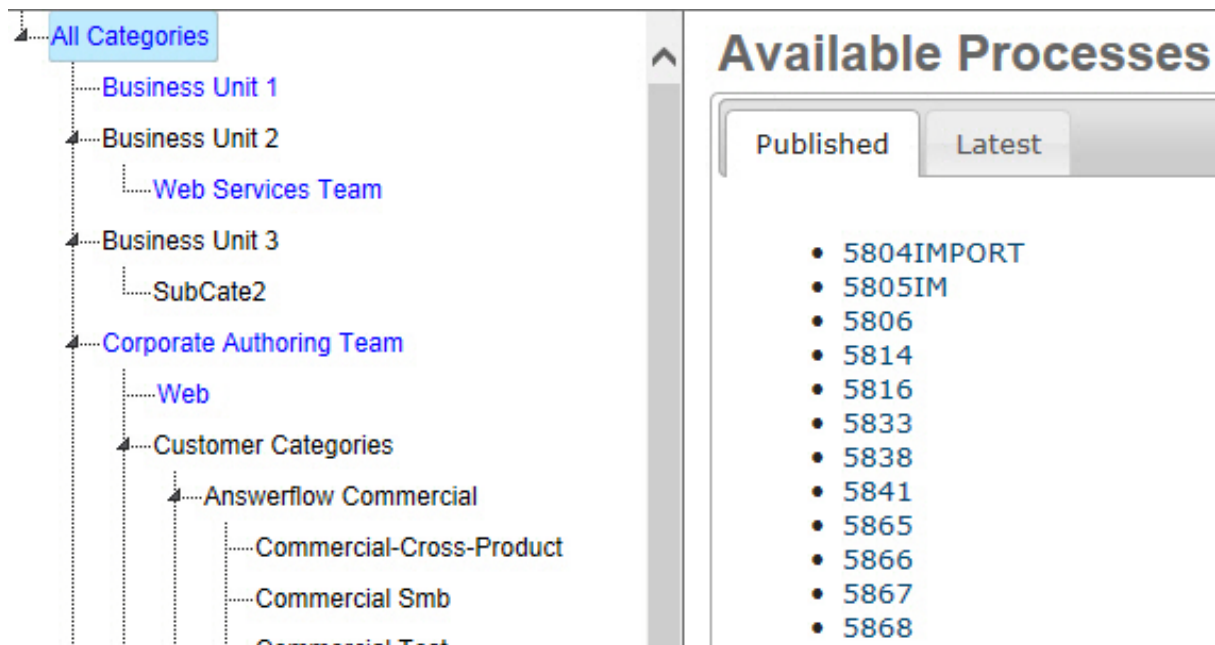 All Categories
Business Unit 1
Business Unit 2
Web Services Team
Business Unit 3
SubCate2
Corporate Authoring Team
Web
Customer Categories
Answerflow Commercial
Commercial-Cross-Product
Commercial Smb
Available Processes
Published
Latest
5804IMPORT
5805IM
5806
5814
5816
5833
5838
5841
5865
5866
5867
5868